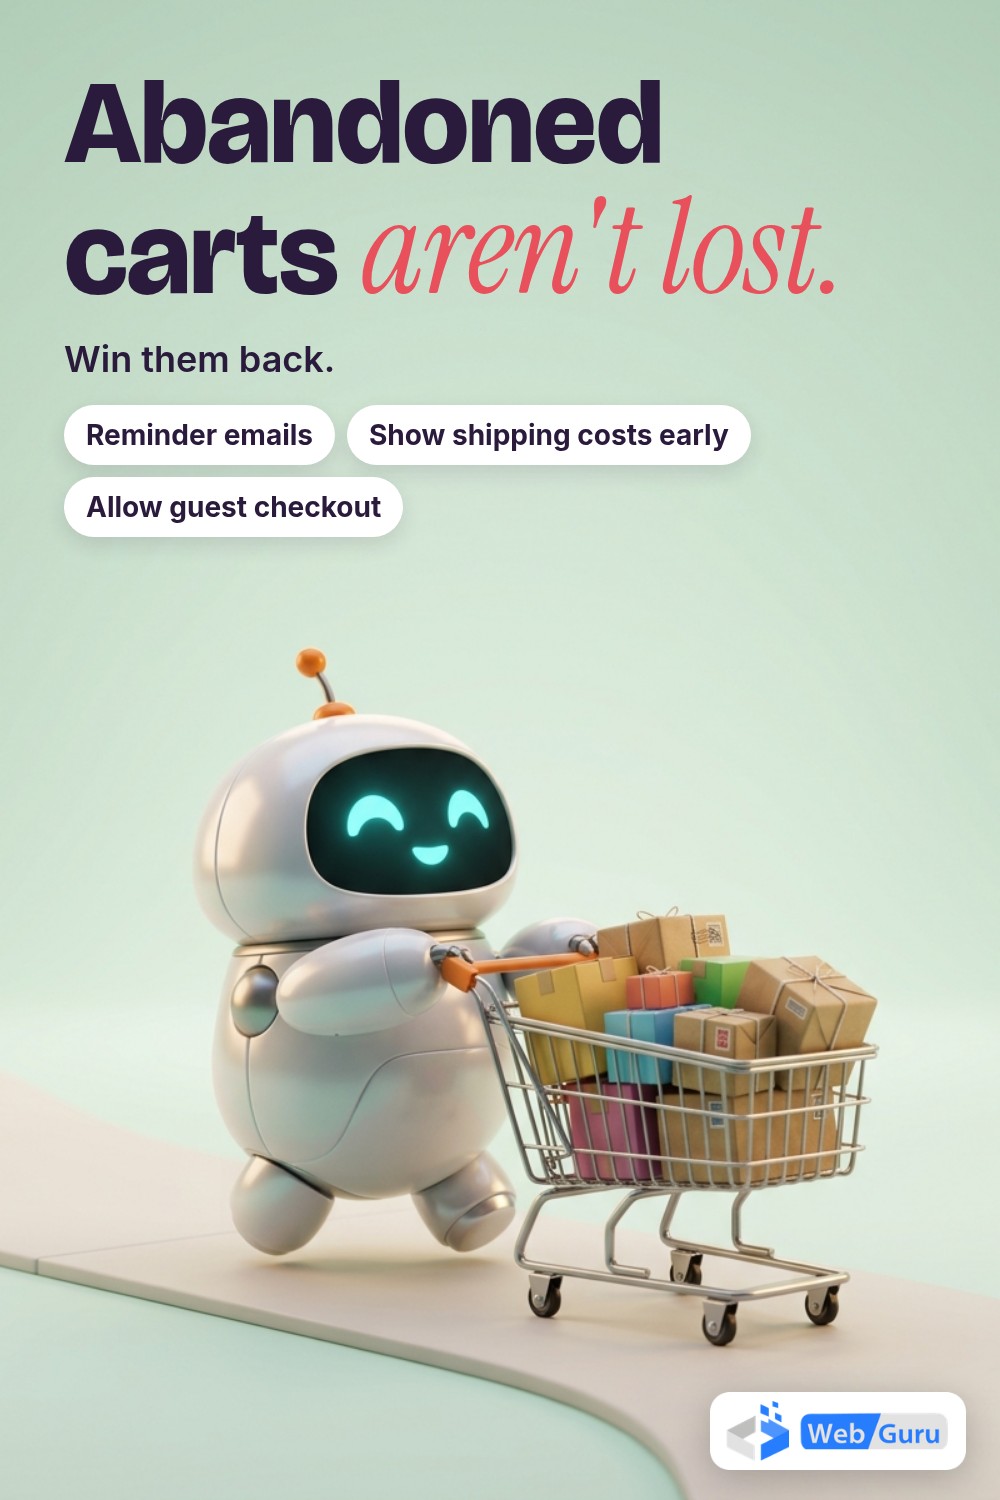 Abandoned
carts aren't lost.
Win them back.
Reminder emails
Show shipping costs early
Allow guest checkout
Web Guru